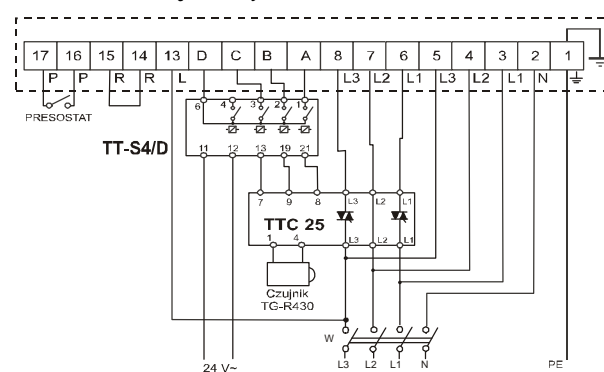 17 16 15 14 13 D C B A 8 7 6 5 4 3 2 1
P P R R L L3 L2 L1 L3 L2 L1 N
PRESOSTAT
6 4 3 2 1
TT-S4/D
11 12 13 19 21
7 9 8 L3 L2 L1
TTC 25
1 4 L3 L2 L1
Czujnik
TG-R430
W
L3 L2 L1 N
24 V~
PE